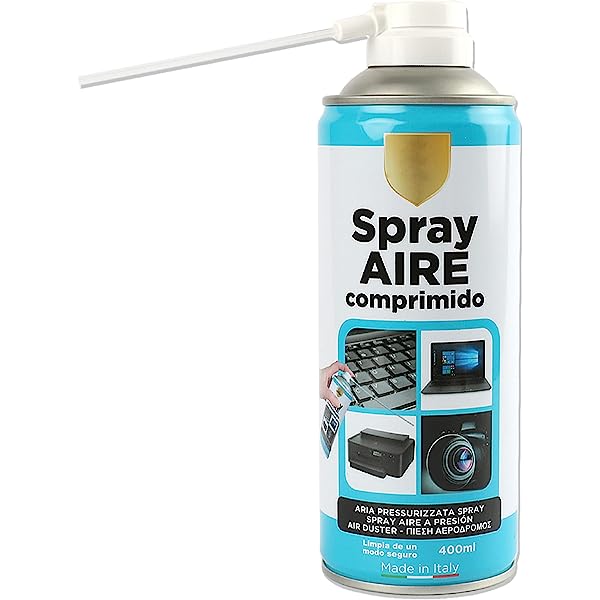 Spray
AIRE
comprimido
ARIA PRESSURIZZATA SPRAY
SPRAY AIRE A PRESIÓN
AIR DUSTER - ΠΙΕΣΗ ΑΕΡΟΔΡΟΜΟΣ
Limpia de un
modo seguro
400ml
Made in Italy